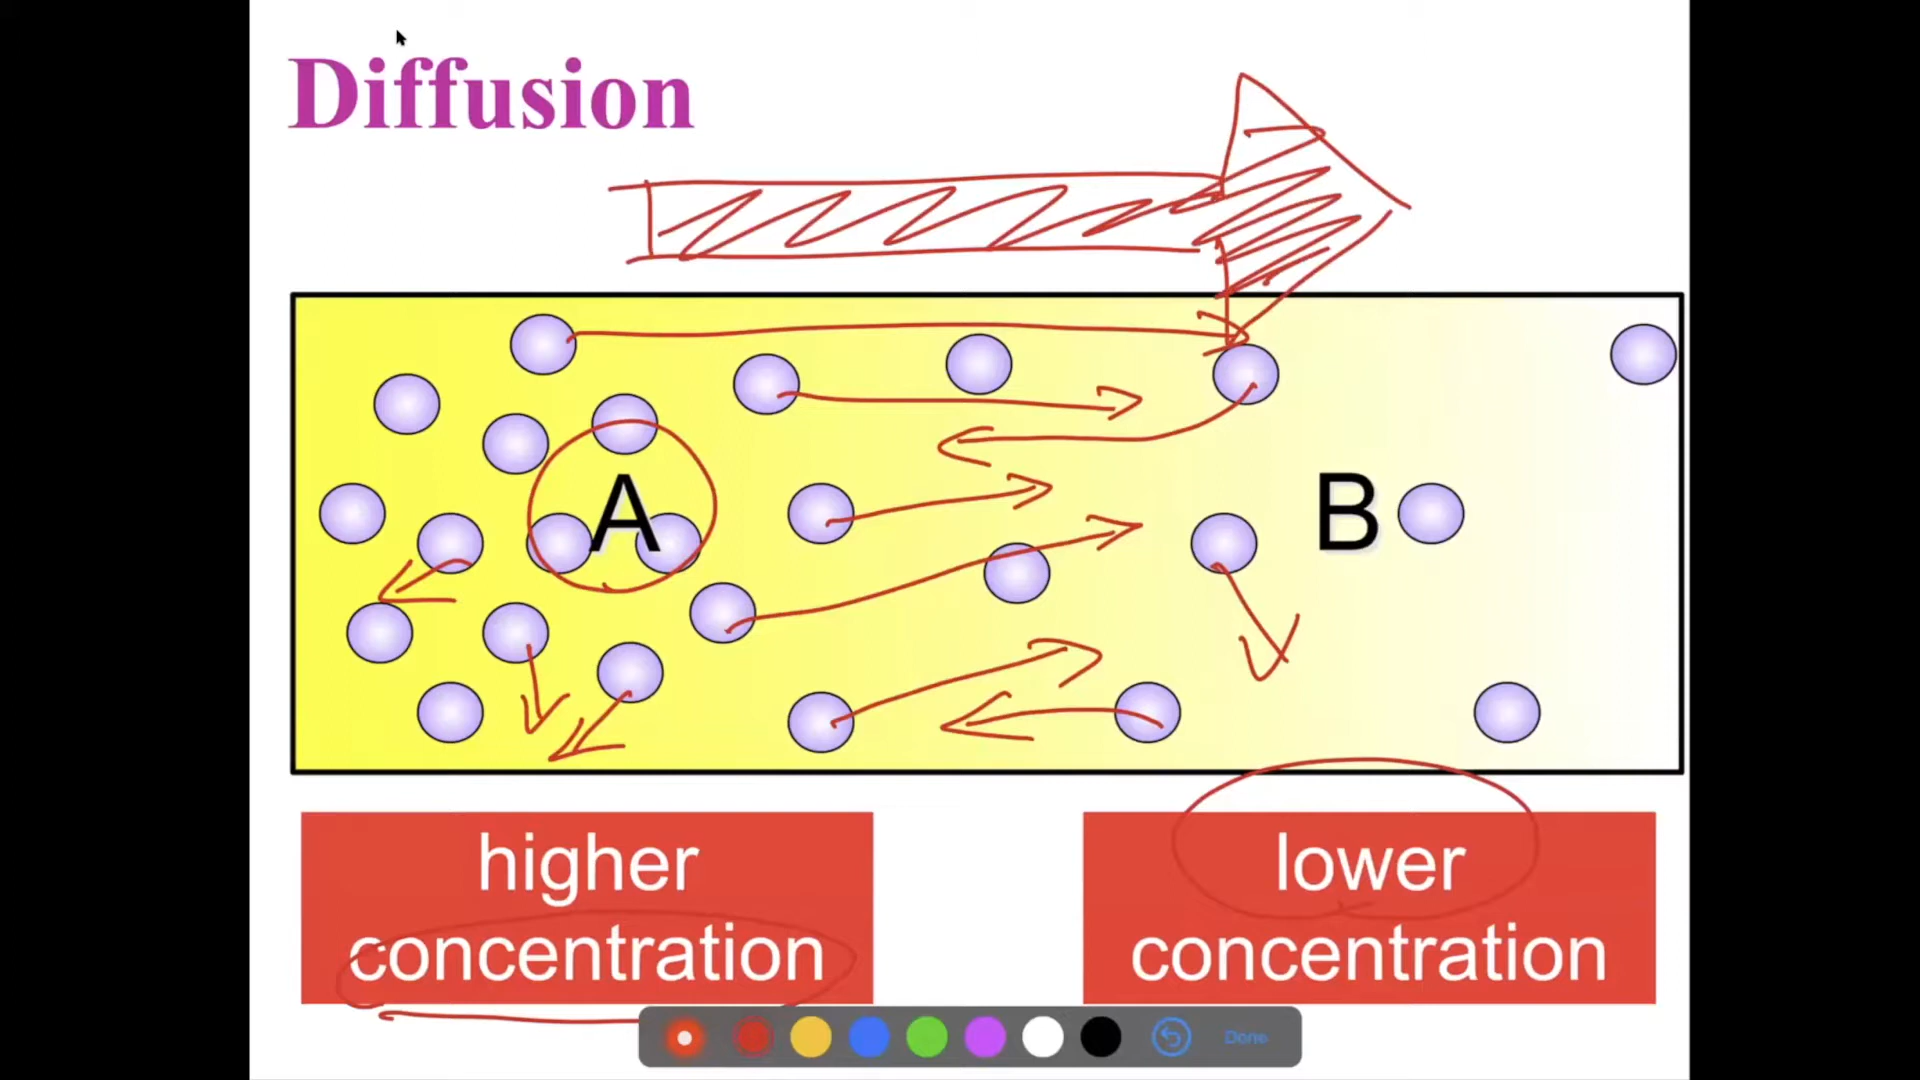 Diffusion
A
B
higher
concentration
lower
concentration
Done